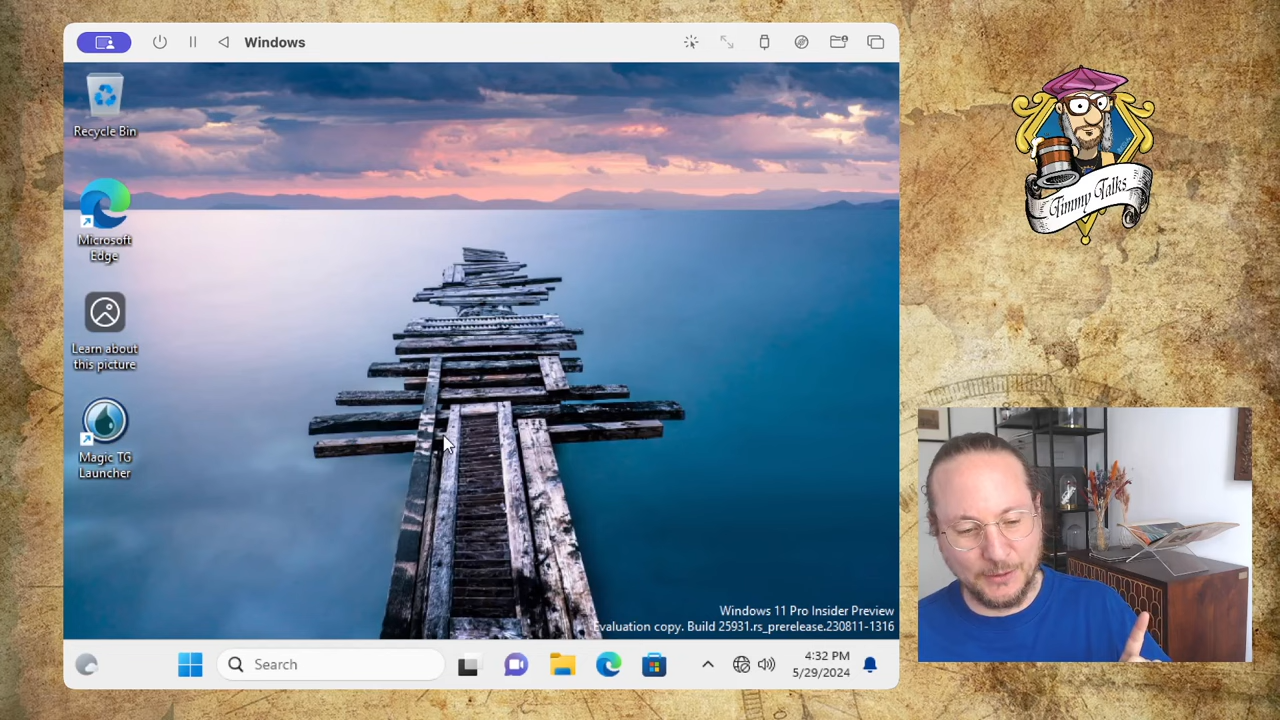 Windows
Recycle Bin
Microsoft
Edge
Learn about
this picture
Magic TG
Launcher
Timmy Talks
Windows 11 Pro Insider Preview
Evaluation copy. Build 25931.rs_prerelease.230811-1316
Search
4:32 PM
5/29/2024